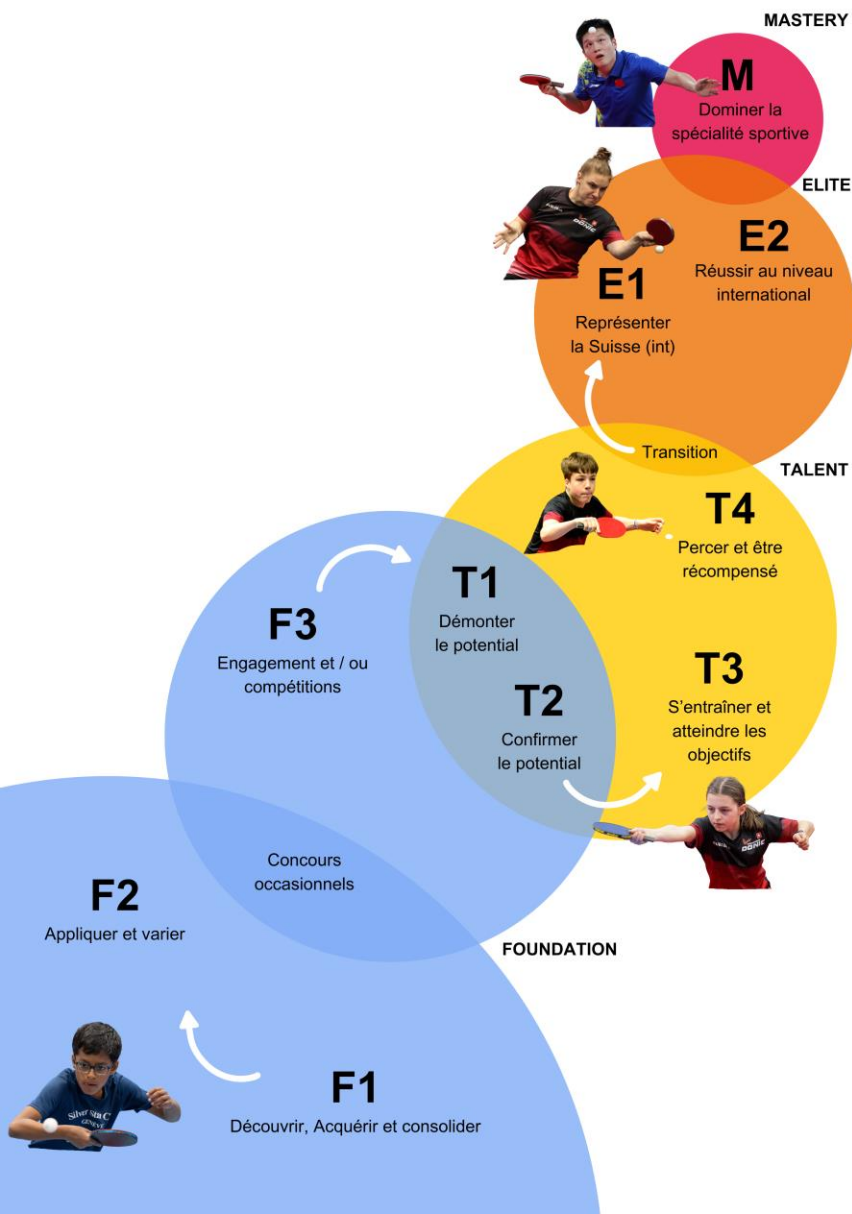 MASTERY
M
Dominer la
spécialité sportive
ELITE
E2
Réussir au niveau
international
E1
Représenter
la Suisse (int)
Transition
TALENT
T4
Percer et être
récompensé
T1
Démonter
le potential
F3
Engagement et / ou
compétitions
T3
S'entraîner et
atteindre les
objectifs
T2
Confirmer
le potential
DONIC
Concours
occasionnels
F2
Appliquer et varier
FOUNDATION
F1
Découvrir, Acquérir et consolider
GENÈVE